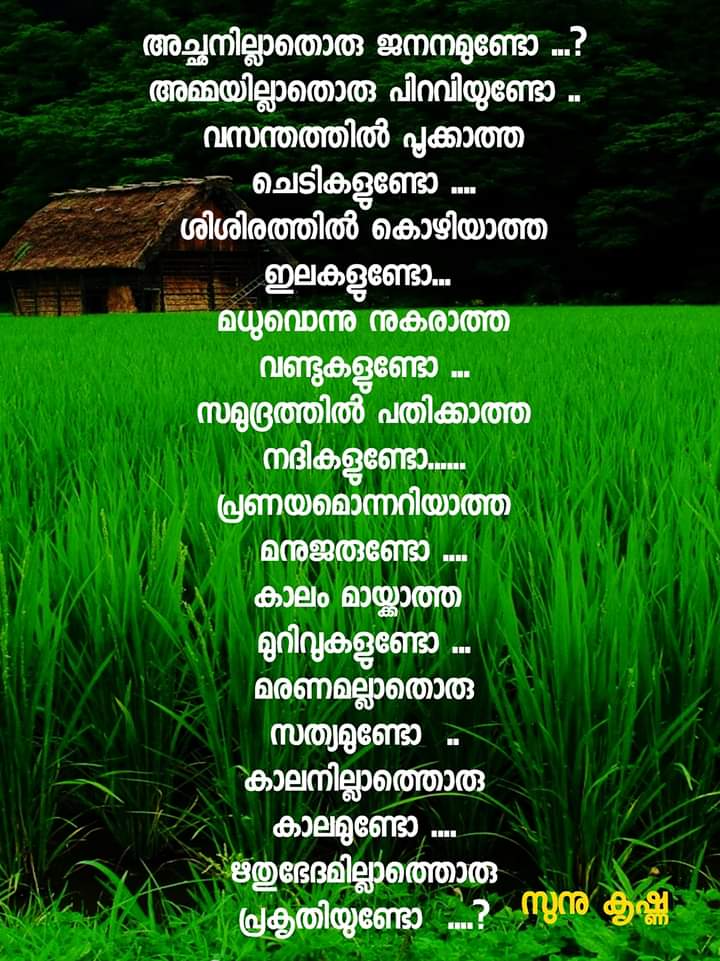 അച്ഛനില്ലാതൊരു ജനനമുണ്ടോ ...?
അമ്മയില്ലാതൊരു പിറവിയുണ്ടോ ..
വസന്തത്തിൽ പൂക്കാത്ത
ചെടികളുണ്ടോ ....
ശിശിരത്തിൽ കൊഴിയാത്ത
ഇലകളുണ്ടോ...
മധുവൊന്നു നുകരാത്ത
വണ്ടുകളുണ്ടോ ...
സമുദ്രത്തിൽ പതിക്കാത്ത
നദികളുണ്ടോ......
പ്രണയമൊന്നറിയാത്ത
മനുജരുണ്ടോ ....
കാലം മായ്ക്കാത്ത
മുറിവുകളുണ്ടോ ...
മരണമല്ലാതൊരു
സത്യമുണ്ടോ ..
കാലനില്ലാത്തൊരു
കാലമുണ്ടോ ....
ഋതുഭേദമില്ലാത്തൊരു
പ്രകൃതിയുണ്ടോ ....?
സുനു കൃഷ്ണ